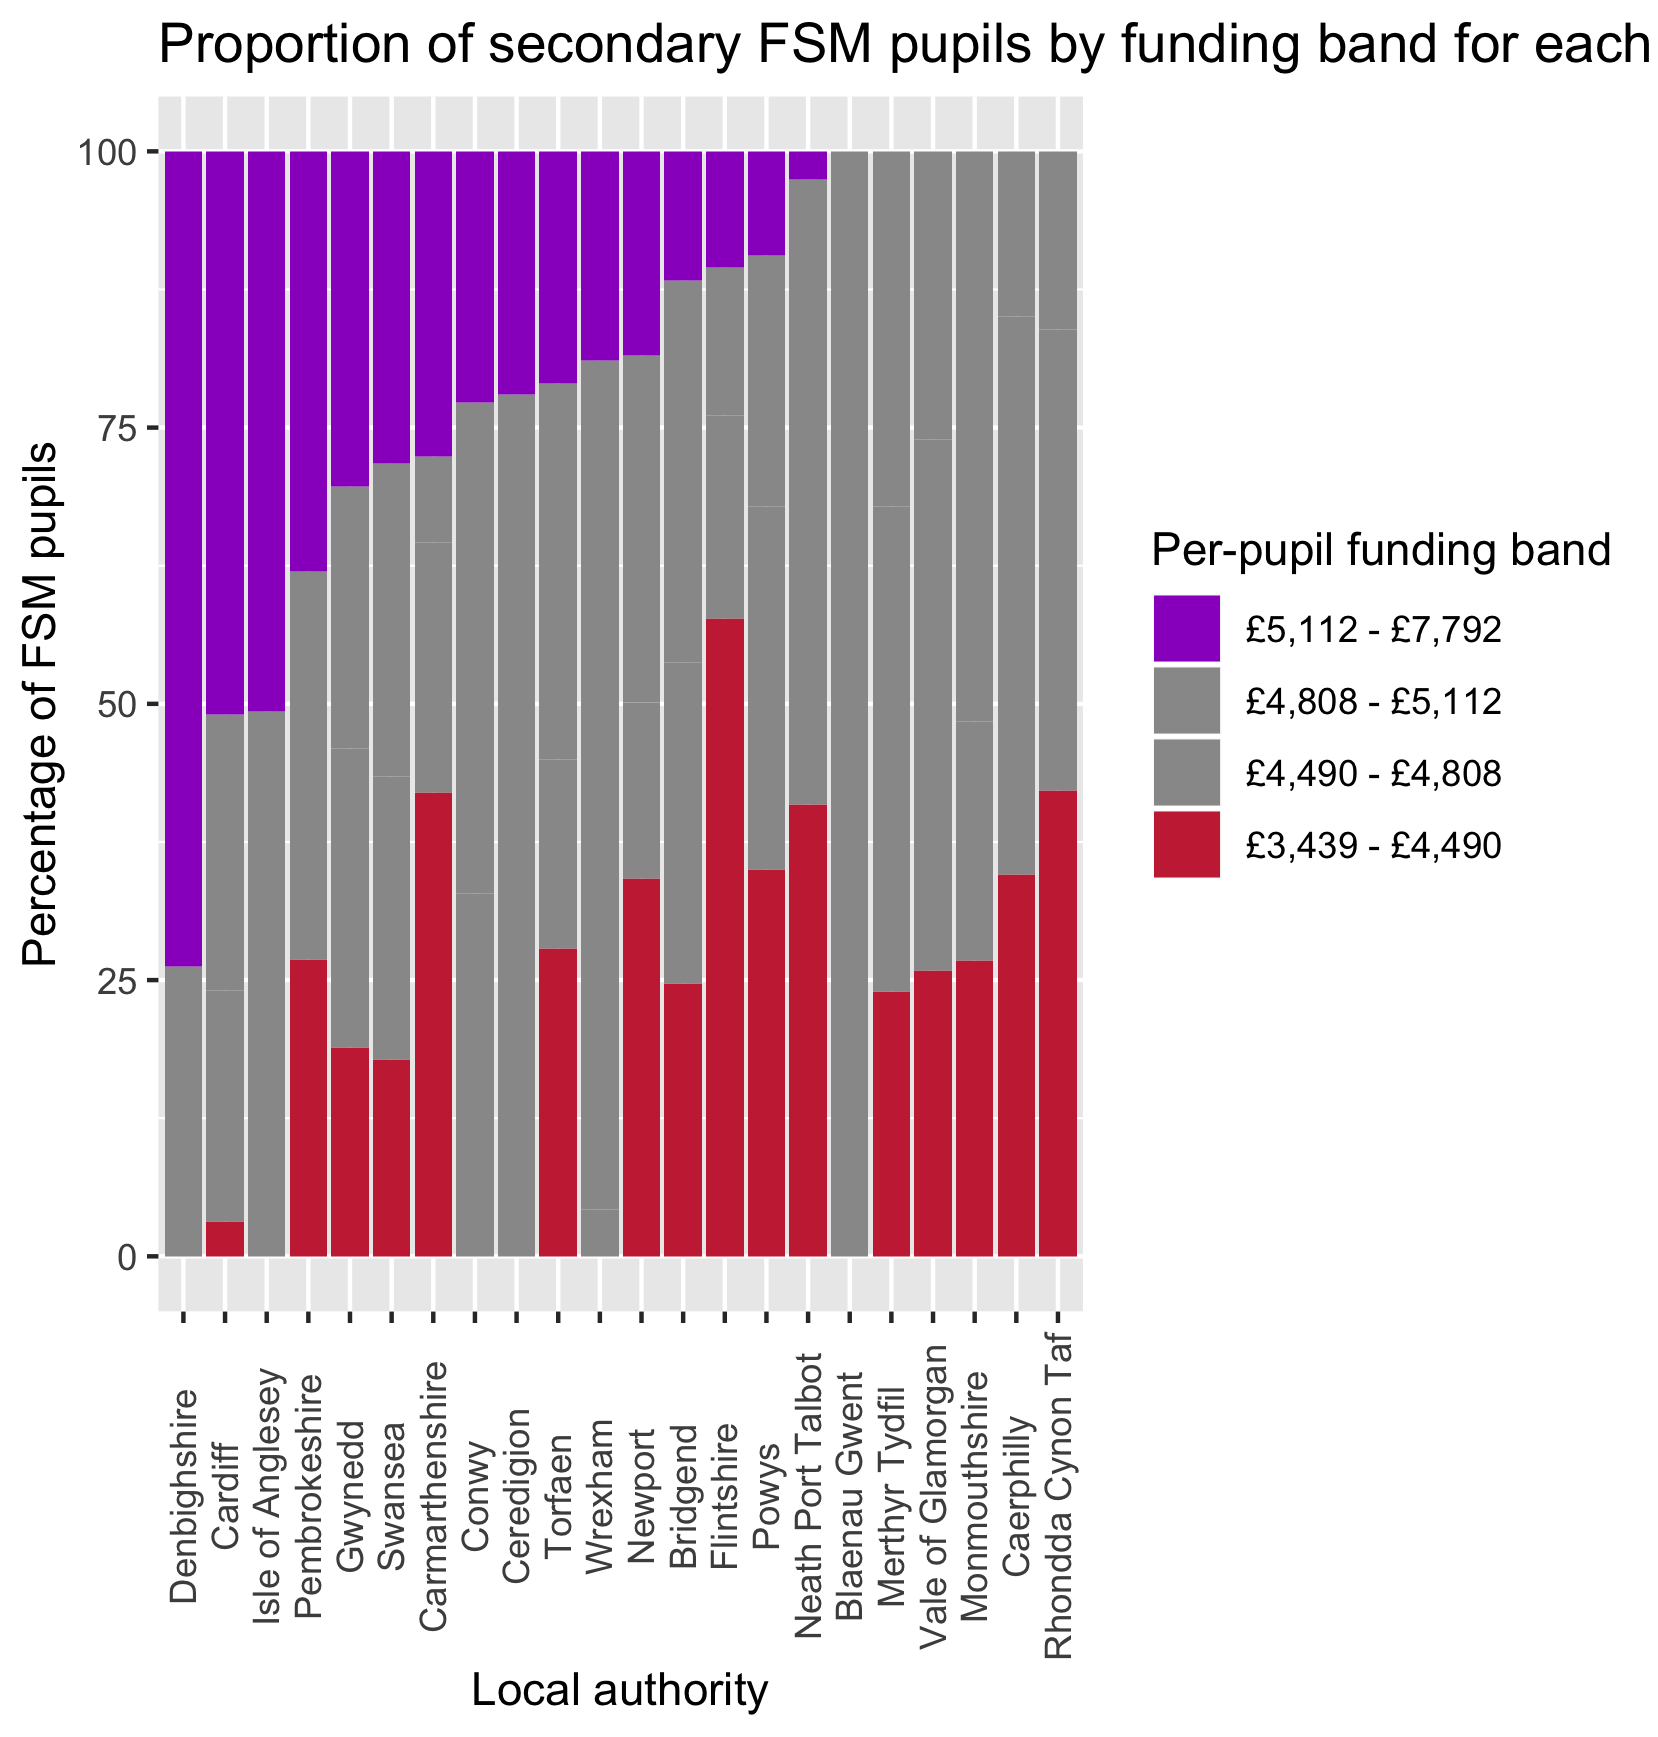 Proportion of secondary FSM pupils by funding band for each
Percentage of FSM pupils
100
75
50
25
0
Per-pupil funding band
£5,112 - £7,792
£4,808 - £5,112
£4,490 - £4,808
£3,439 - £4,490
Denbighshire
Cardiff
Isle of Anglesey
Pembrokeshire
Gwynedd
Swansea
Carmarthenshire
Conwy
Ceredigion
Torfaen
Wrexham
Newport
Bridgend
Flintshire
Powys
Neath Port Talbot
Blaenau Gwent
Merthyr Tydfil
Vale of Glamorgan
Monmouthshire
Caerphilly
Rhondda Cynon Taf
Local authority